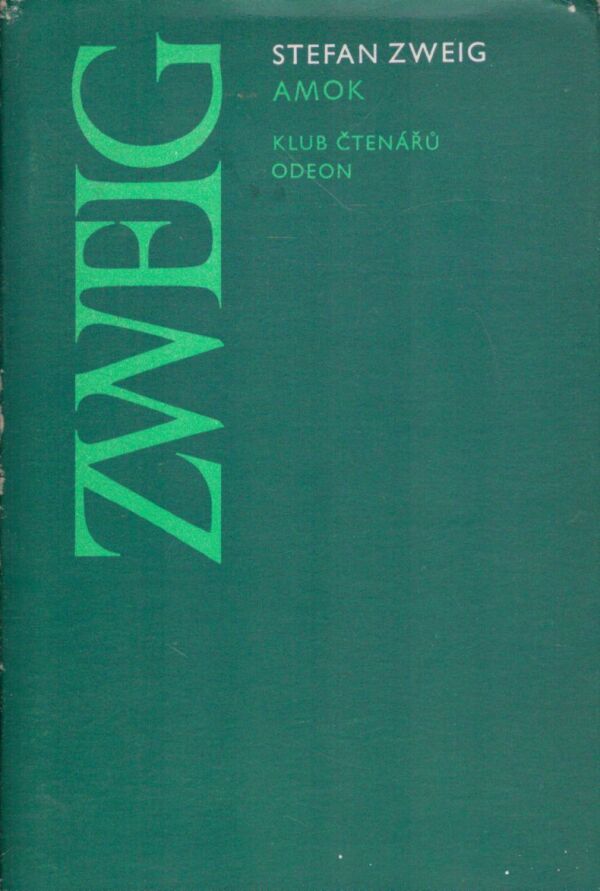 ZWEIG
STEFAN ZWEIG
AMOK
KLUB ČTENÁŘŮ
ODEON